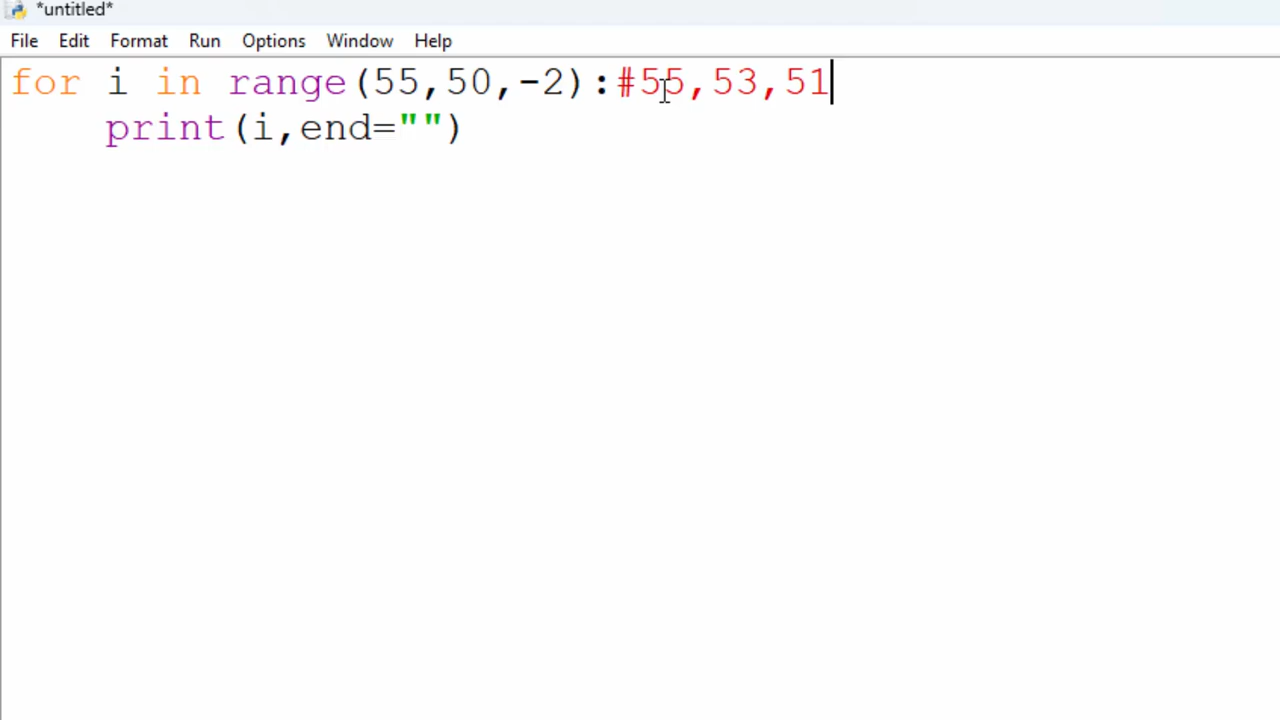 *untitled*
File Edit Format Run Options Window Help
for i in range(55,50,-2):#55,53,51
    print(i,end="")